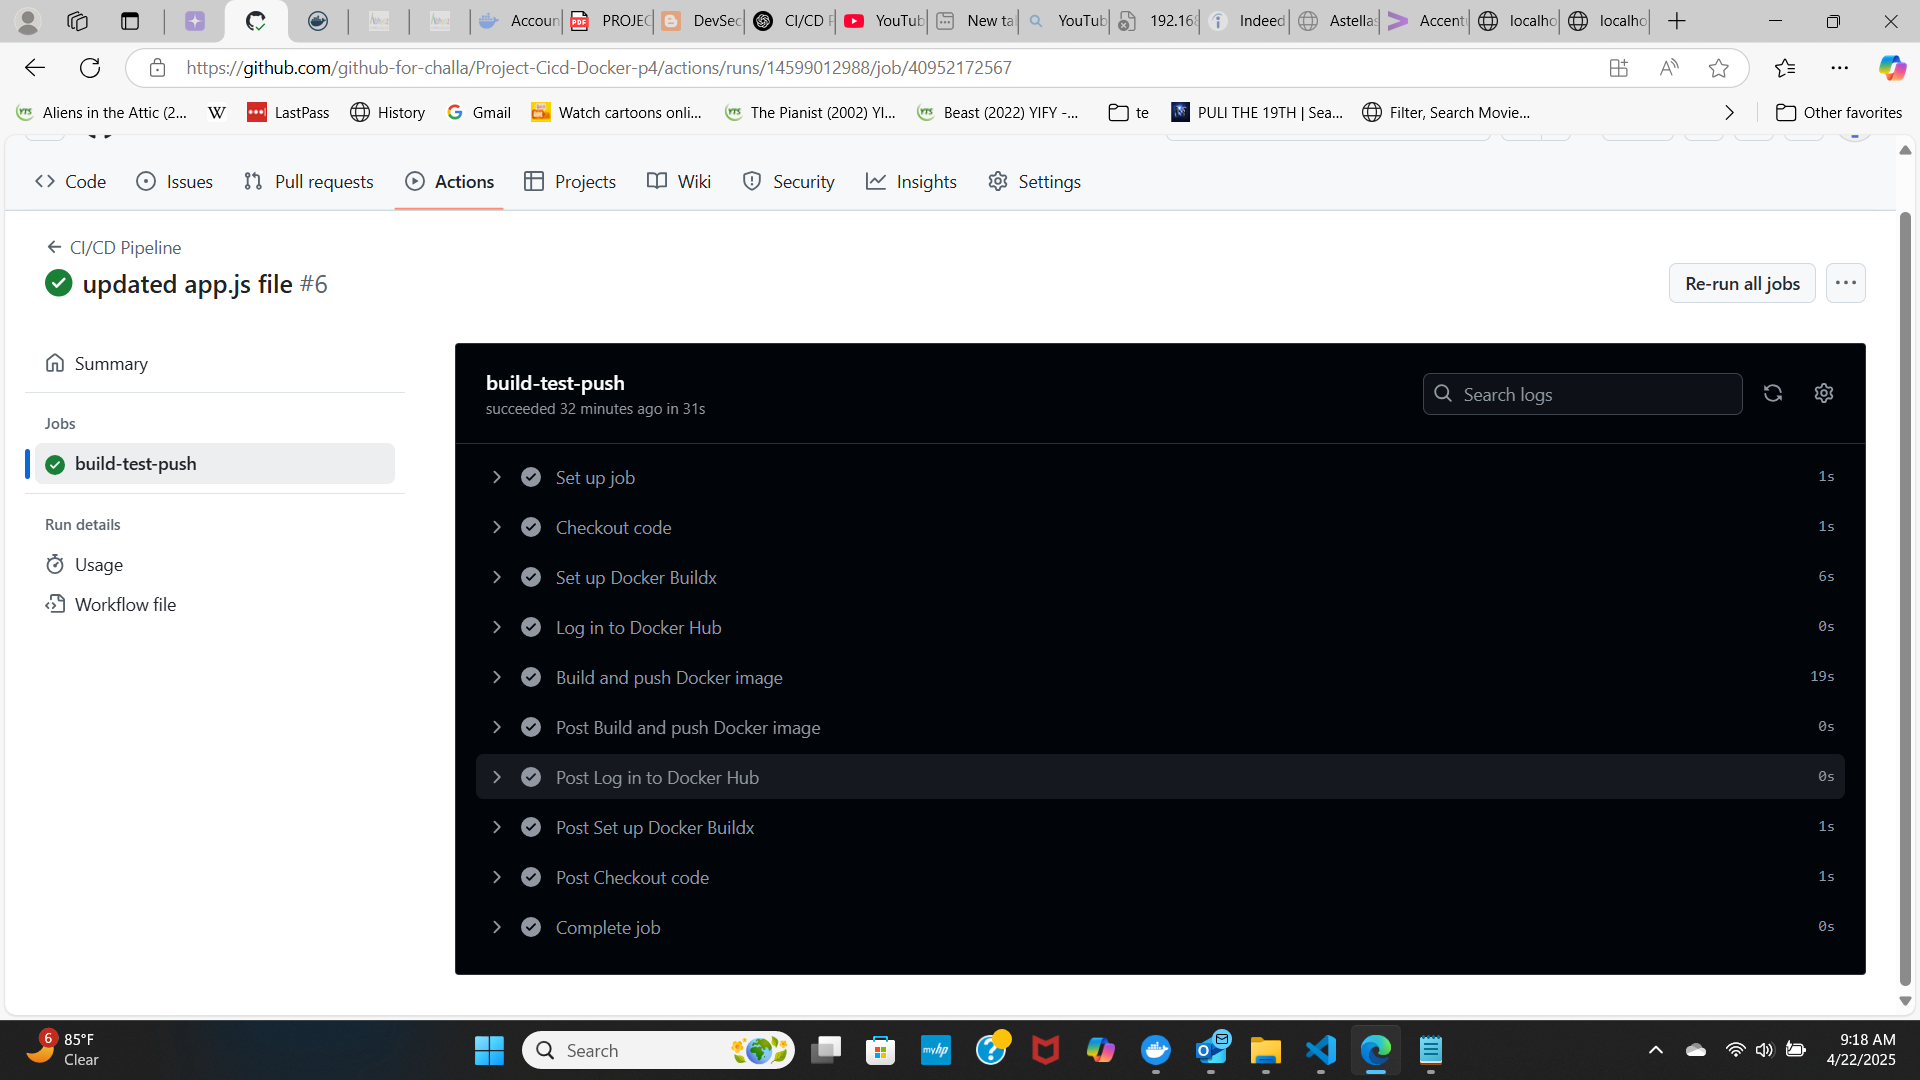 Accoun
PROJEC
DevSec
CI/CD P
YouTub
New ta
YouTub
192.168
Indeed
Astellas
Accent
localho
localho
https://github.com/github-for-challa/Project-Cicd-Docker-p4/actions/runs/14599012988/job/40952172567
Aliens in the Attic (2...
W
LastPass
History
Gmail
Watch cartoons onli...
The Pianist (2002) YI...
Beast (2022) YIFY -...
te
PULI THE 19TH | Sea...
Filter, Search Movie...
Other favorites
Code
Issues
Pull requests
Actions
Projects
Wiki
Security
Insights
Settings
CI/CD Pipeline
updated app.js file #6
Re-run all jobs
Summary
Jobs
build-test-push
Run details
Usage
Workflow file
build-test-push
succeeded 32 minutes ago in 31s
Search logs
Set up job 1s
Checkout code 1s
Set up Docker Buildx 6s
Log in to Docker Hub 0s
Build and push Docker image 19s
Post Build and push Docker image 0s
Post Log in to Docker Hub 0s
Post Set up Docker Buildx 1s
Post Checkout code 1s
Complete job 0s
6
85°F
Clear
Search
myhp
9:18 AM
4/22/2025